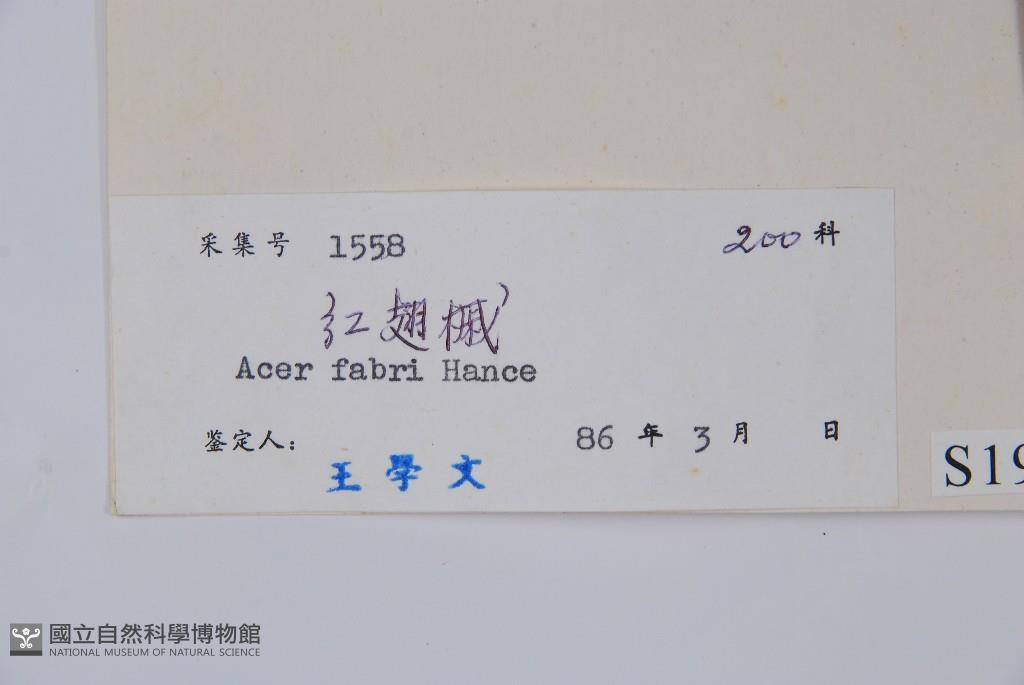 采集号 1558 200 科
红翅槭
Acer fabri Hance
鉴定人: 86 年 3 月 日
王學文
S19
國立自然科學博物館
NATIONAL MUSEUM OF NATURAL SCIENCE